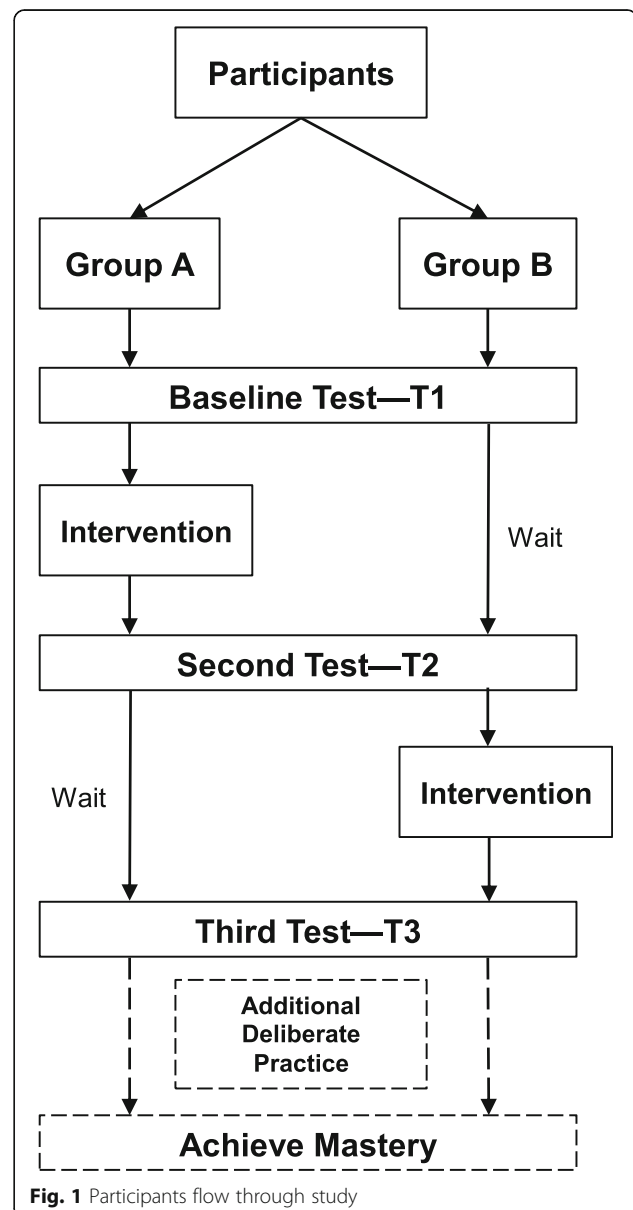 Participants
Group A
Group B
Baseline Test—T1
Intervention
Wait
Second Test—T2
Wait
Intervention
Third Test—T3
Additional
Deliberate
Practice
Achieve Mastery
Fig. 1 Participants flow through study